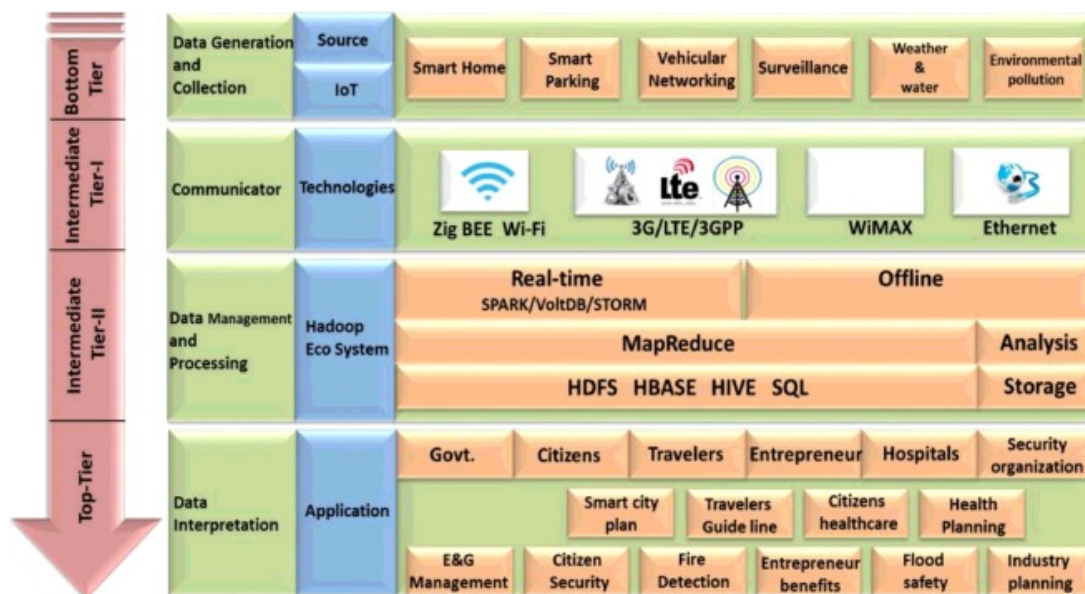 Bottom
Tier
Intermediate
Tier-I
Intermediate
Tier-II
Top-Tier
Data Generation
and
Collection
Source
IoT
Smart Home
Smart
Parking
Vehicular
Networking
Surveillance
Weather
&
water
Environmental
pollution
Communicator
Technologies
Lte
Zig BEE Wi-Fi
3G/LTE/3GPP
WiMAX
Ethernet
Data Management
and
Processing
Hadoop
Eco System
Real-time
SPARK/VoltDB/STORM
Offline
MapReduce
Analysis
HDFS HBASE HIVE SQL
Storage
Data
Interpretation
Application
Govt.
Citizens
Travelers
Entrepreneur
Hospitals
Security
organization
Smart city
plan
Travelers
Guide line
Citizens
healthcare
Health
Planning
E&G
Management
Citizen
Security
Fire
Detection
Entrepreneur
benefits
Flood
safety
Industry
planning